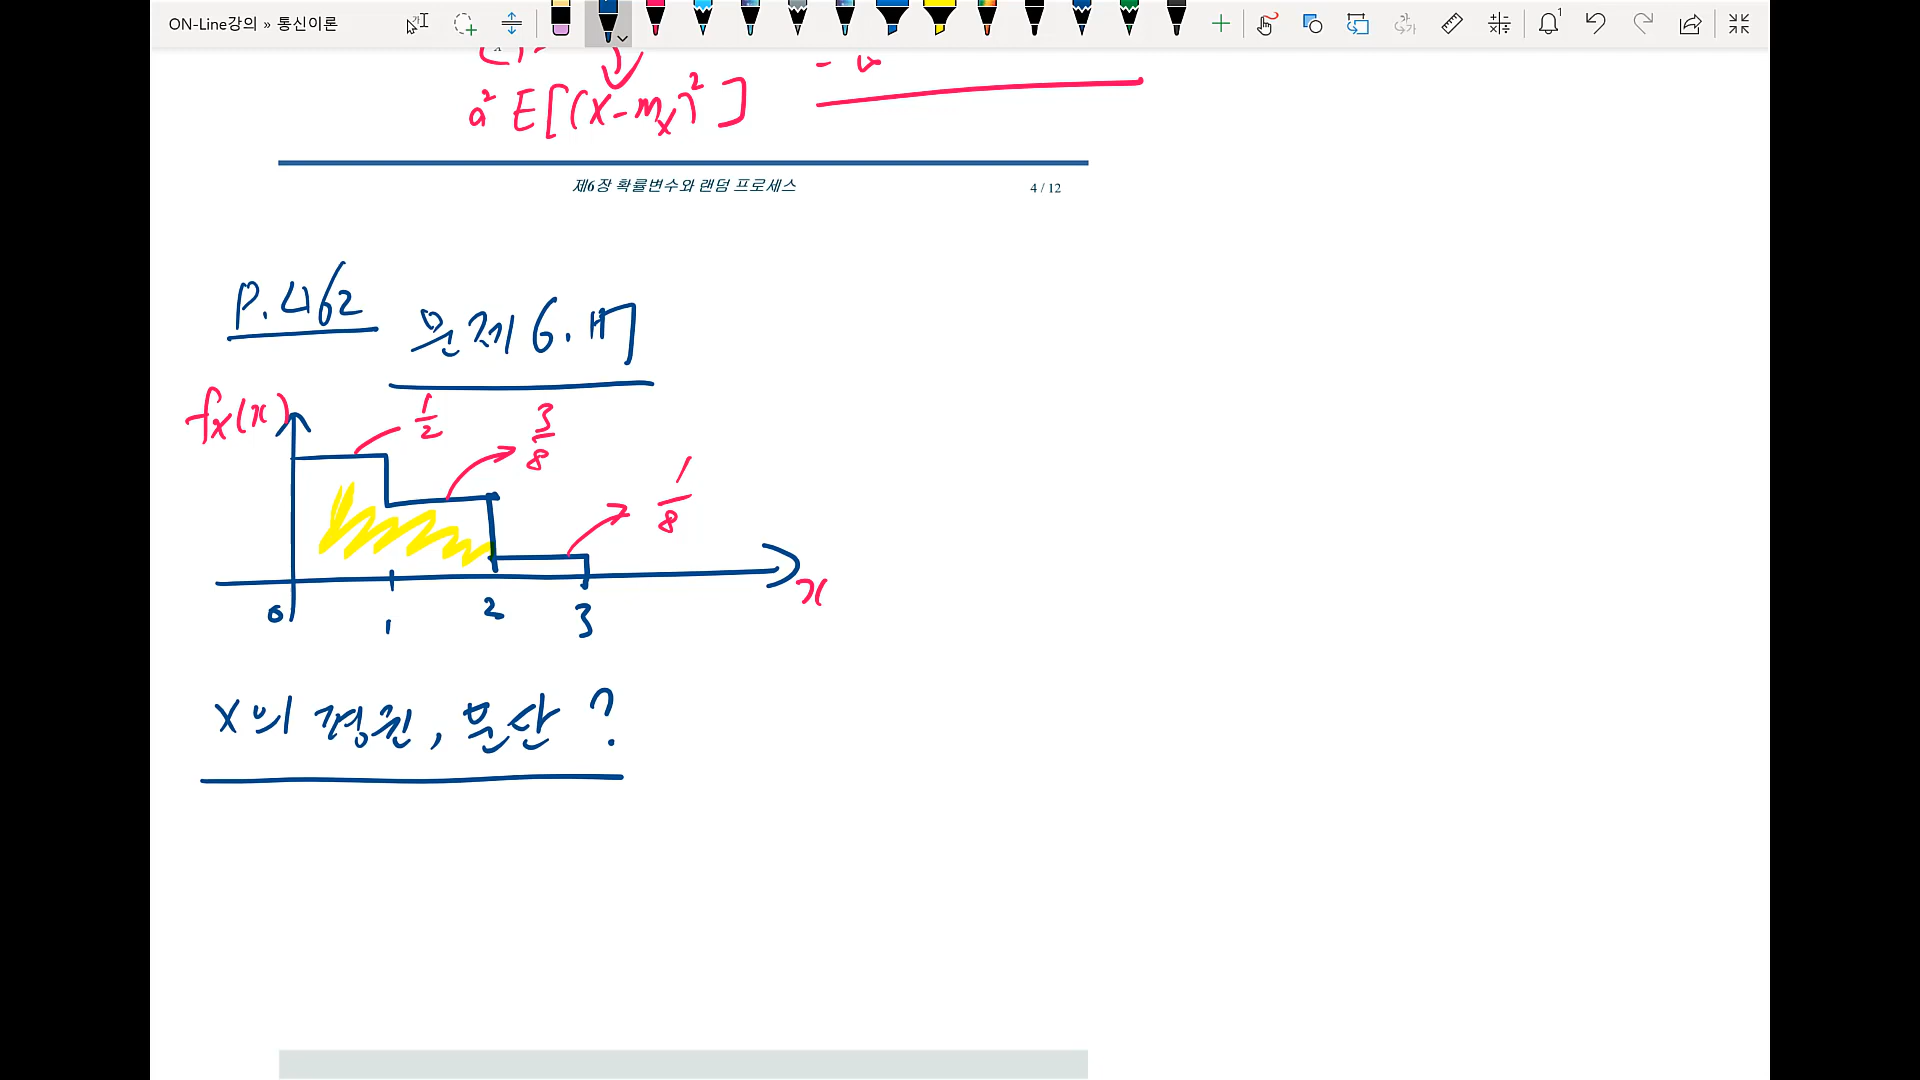 ON-Line강의 » 통신이론
a² E[(X-mₓ)²]
제6장 확률변수와 랜덤 프로세스
4 / 12
P.462
문제 6.17
fx(x)
1/2
3/8
1/8
x
0 1 2 3
X의 평균, 분산?